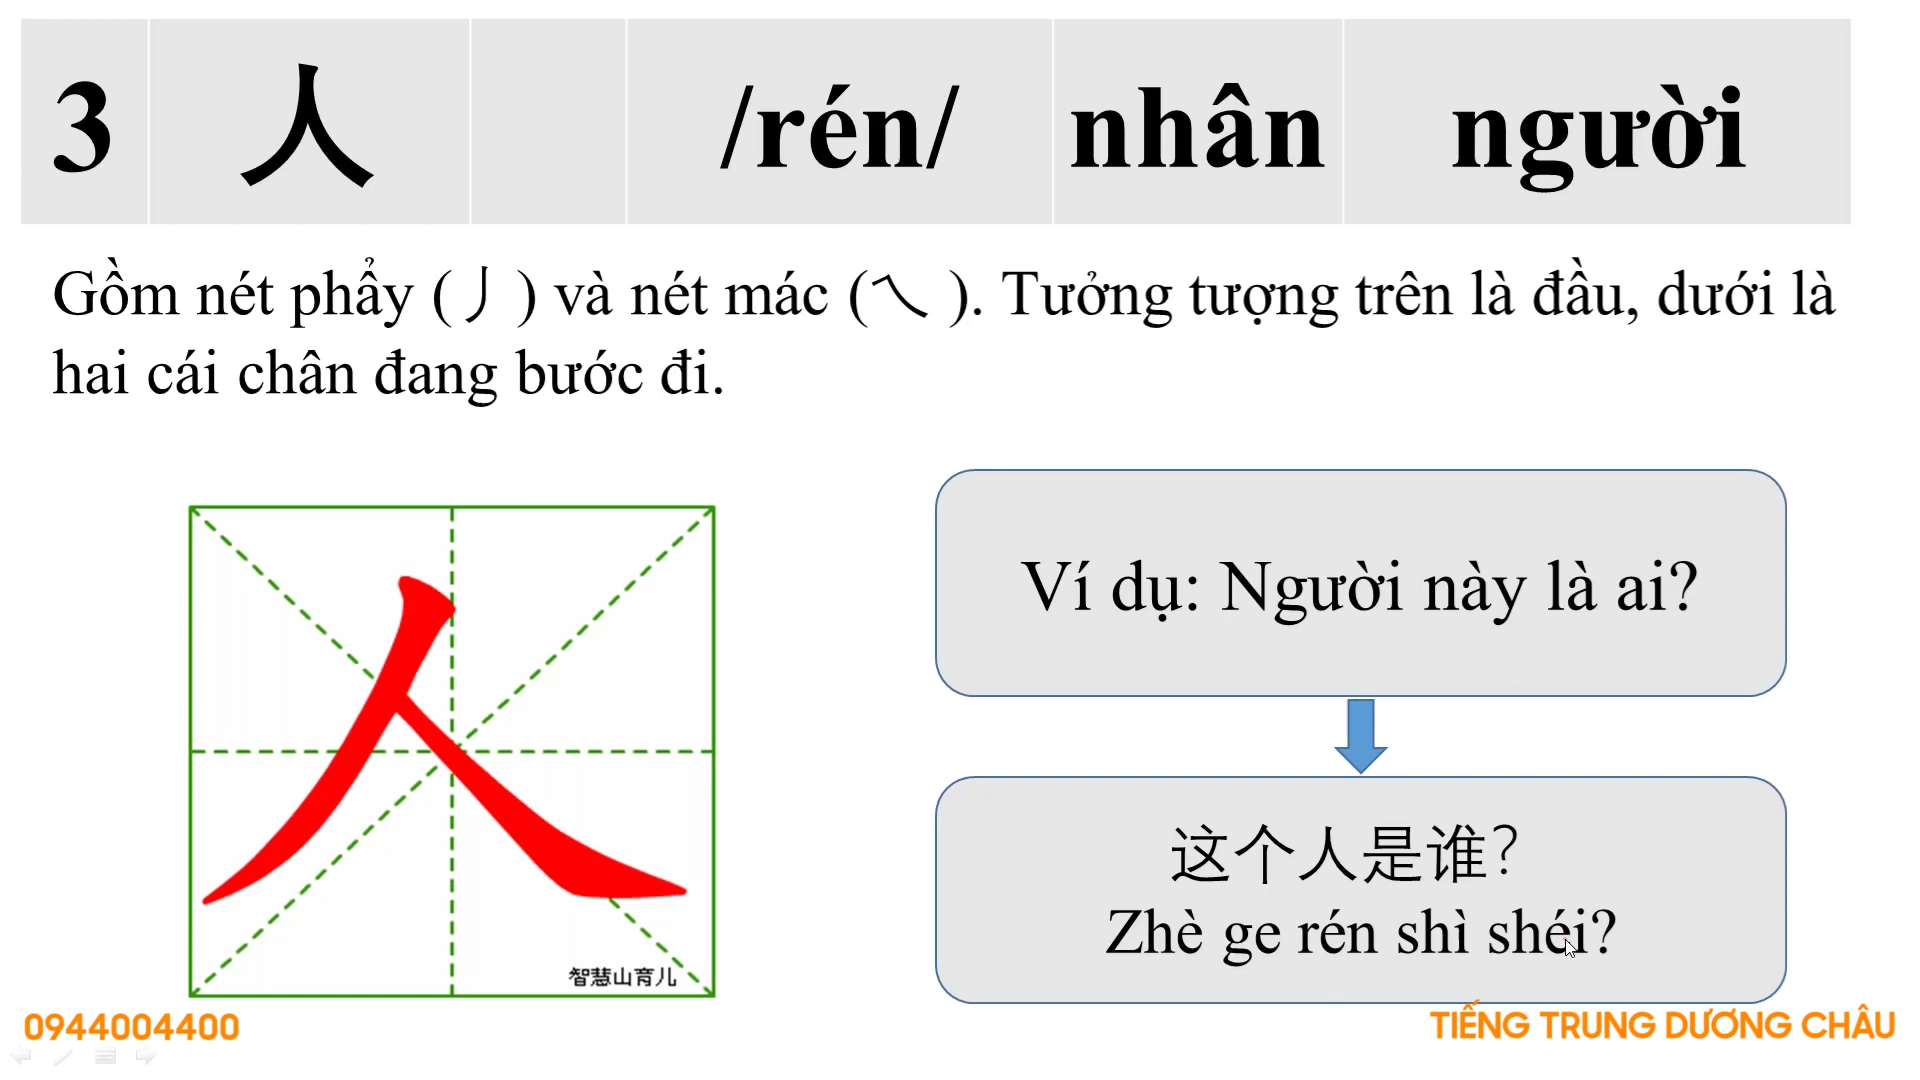 3 人 /rén/ nhân người
Gồm nét phẩy (丿) và nét mác (㇏). Tưởng tượng trên là đầu, dưới là
hai cái chân đang bước đi.
Ví dụ: Người này là ai?
这个人是谁?
Zhè ge rén shì shéi?
智慧山育儿
0944004400
TIẾNG TRUNG DƯƠNG CHÂU